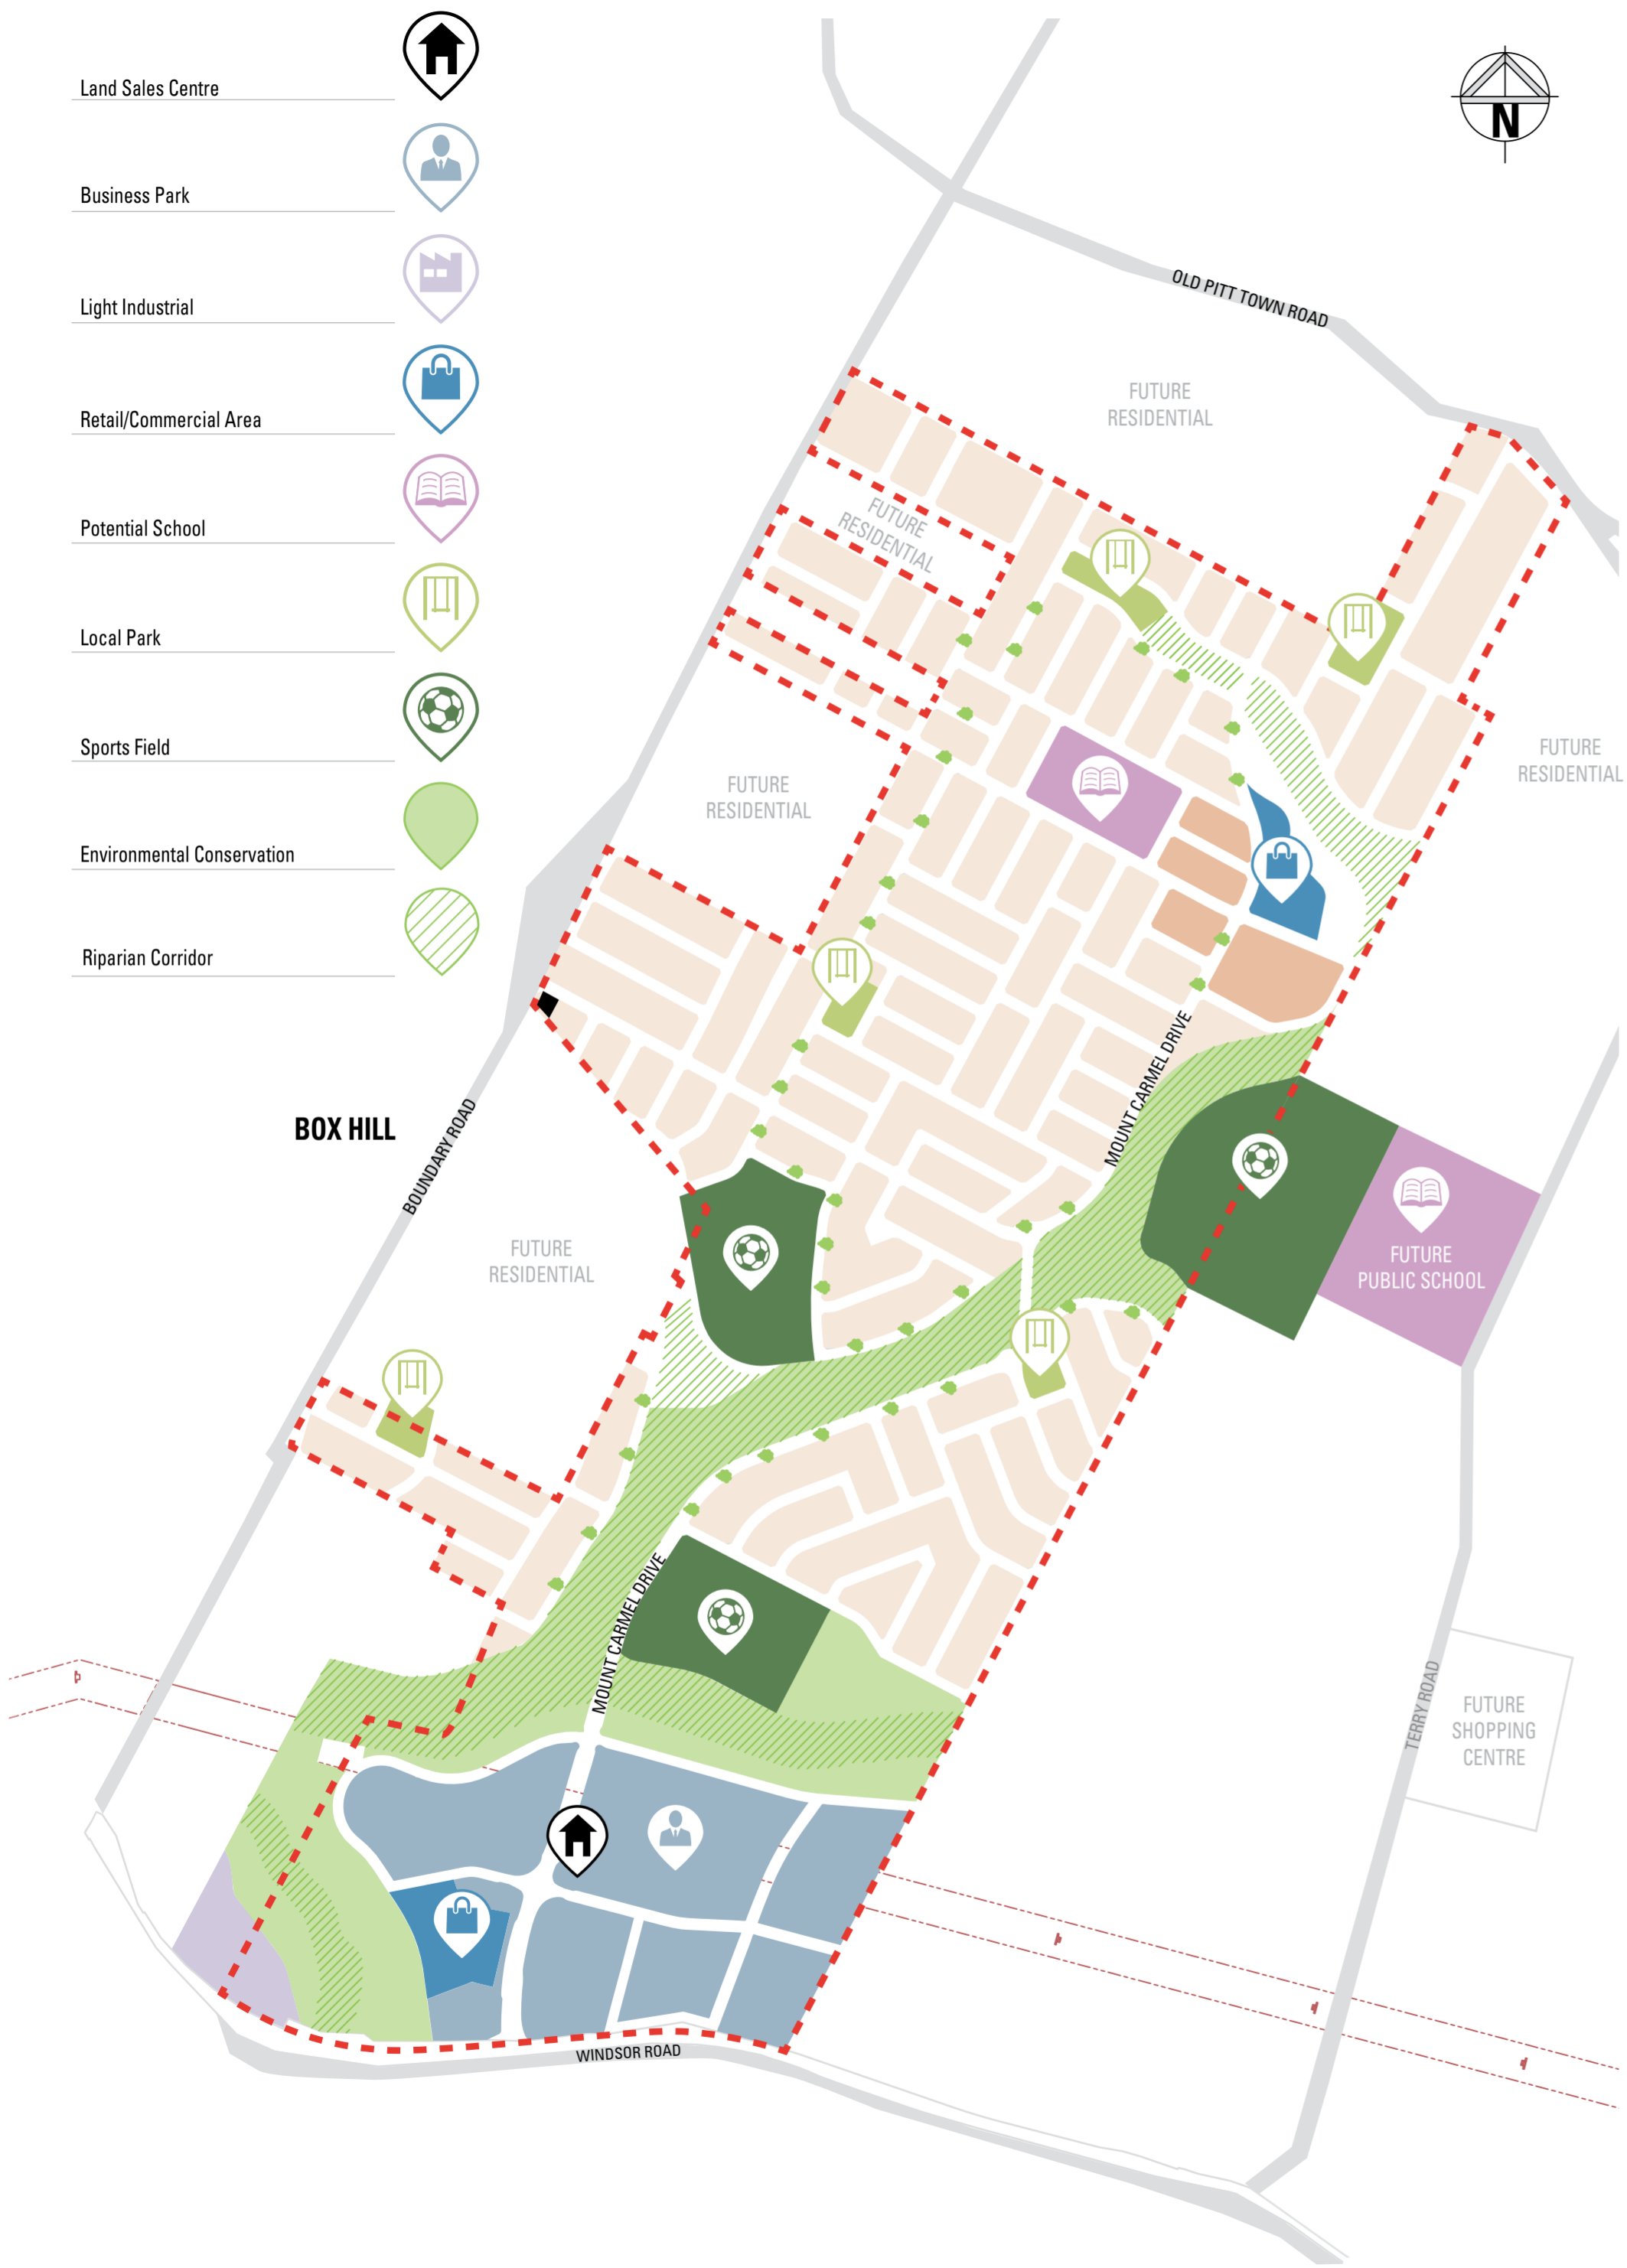 Land Sales Centre
Business Park
Light Industrial
Retail/Commercial Area
Potential School
Local Park
Sports Field
Environmental Conservation
Riparian Corridor
N
OLD PITT TOWN ROAD
FUTURE
RESIDENTIAL
FUTURE
RESIDENTIAL
FUTURE
RESIDENTIAL
FUTURE
RESIDENTIAL
BOX HILL
BOUNDARY ROAD
MOUNT CARMEL DRIVE
FUTURE
PUBLIC SCHOOL
FUTURE
RESIDENTIAL
MOUNT CARMEL DRIVE
TERRY ROAD
FUTURE
SHOPPING
CENTRE
WINDSOR ROAD